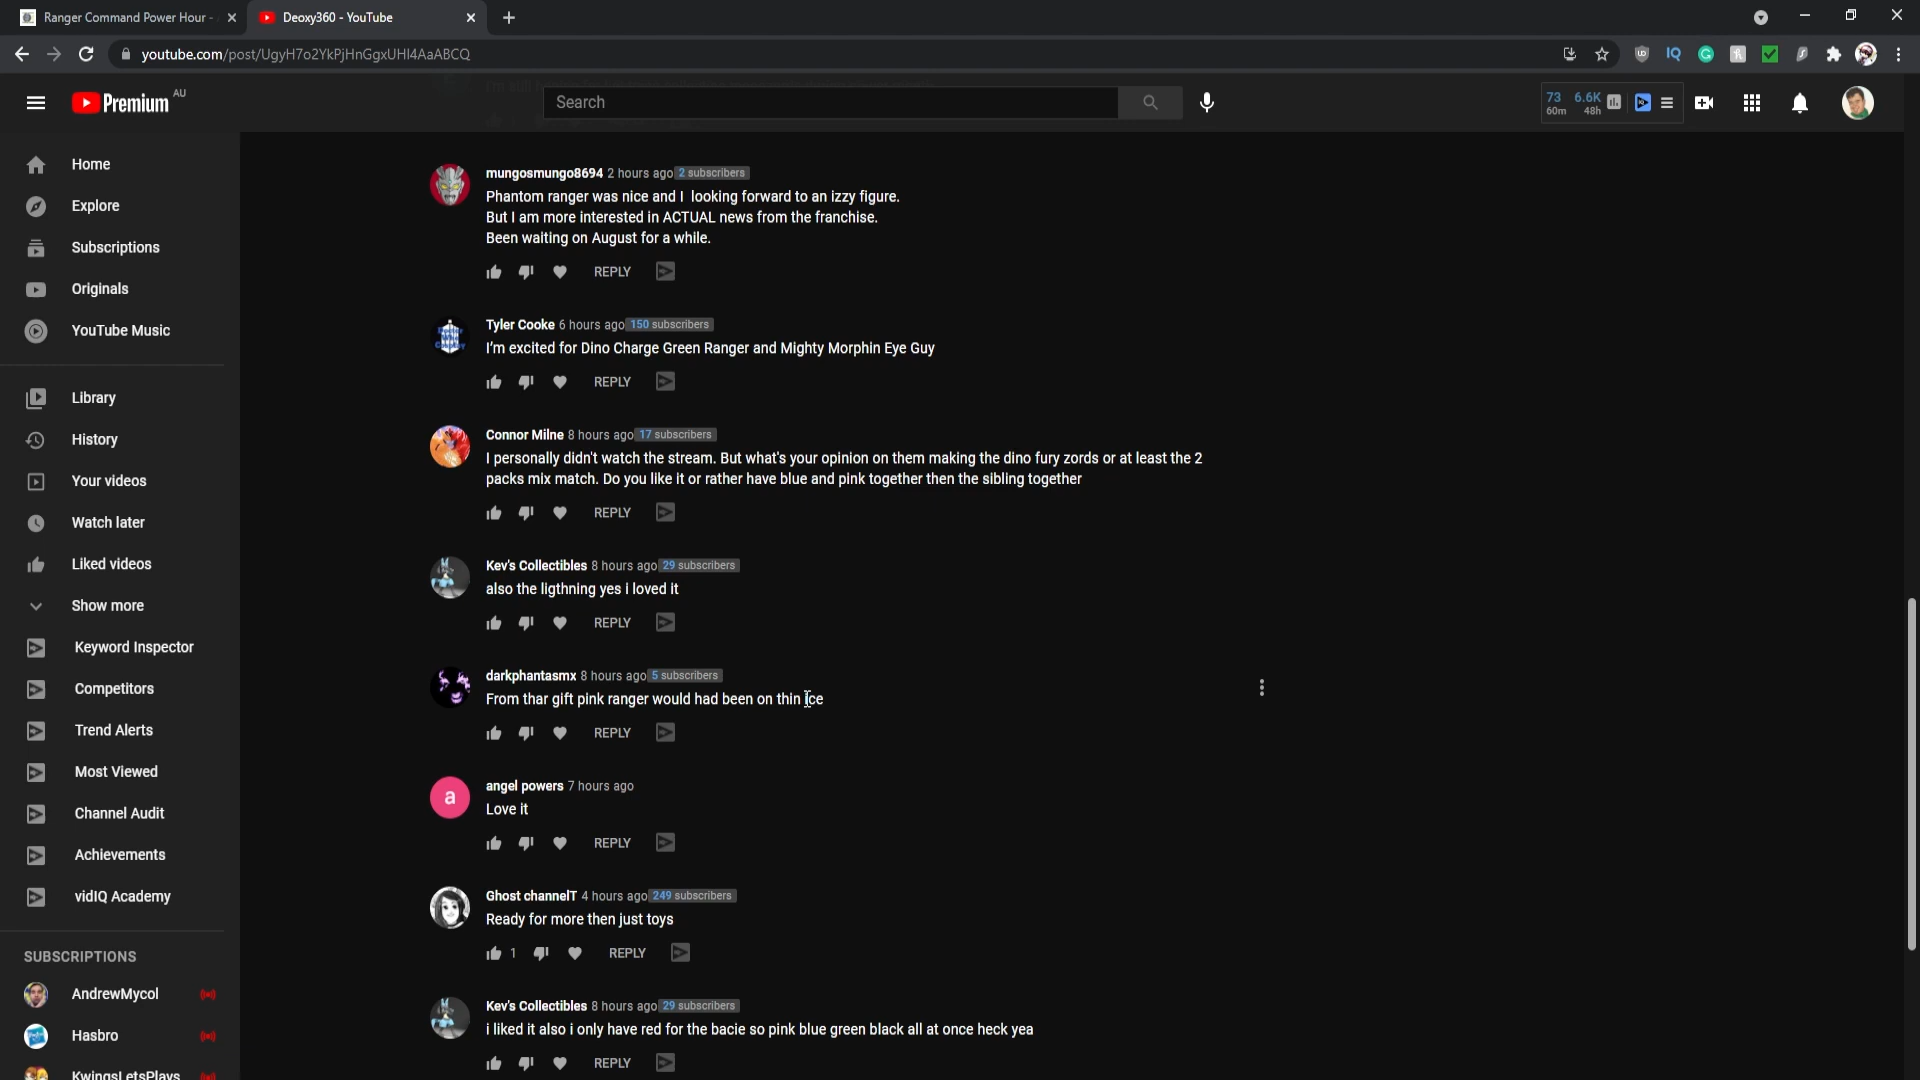 Ranger Command Power Hour -
Deoxy360 - YouTube
youtube.com/post/UgyH7o2YkPjHnGgxUHl4AaABCQ
Premium AU
Search
73 60m
6.6K 48h
Home
Explore
Subscriptions
Originals
YouTube Music
Library
History
Your videos
Watch later
Liked videos
Show more
Keyword Inspector
Competitors
Trend Alerts
Most Viewed
Channel Audit
Achievements
vidIQ Academy
SUBSCRIPTIONS
AndrewMycol
Hasbro
KwingsLetsPlays
mungosmungo8694 2 hours ago 2 subscribers
Phantom ranger was nice and I looking forward to an izzy figure.
But I am more interested in ACTUAL news from the franchise.
Been waiting on August for a while.
REPLY
Tyler Cooke 6 hours ago 150 subscribers
I'm excited for Dino Charge Green Ranger and Mighty Morphin Eye Guy
REPLY
Connor Milne 8 hours ago 17 subscribers
I personally didn't watch the stream. But what's your opinion on them making the dino fury zords or at least the 2
packs mix match. Do you like it or rather have blue and pink together then the sibling together
REPLY
Kev's Collectibles 8 hours ago 29 subscribers
also the ligthning yes i loved it
REPLY
darkphantasmx 8 hours ago 5 subscribers
From thar gift pink ranger would had been on thin ice
REPLY
a
angel powers 7 hours ago
Love it
REPLY
Ghost channelT 4 hours ago 249 subscribers
Ready for more then just toys
1 REPLY
Kev's Collectibles 8 hours ago 29 subscribers
i liked it also i only have red for the bacie so pink blue green black all at once heck yea
REPLY